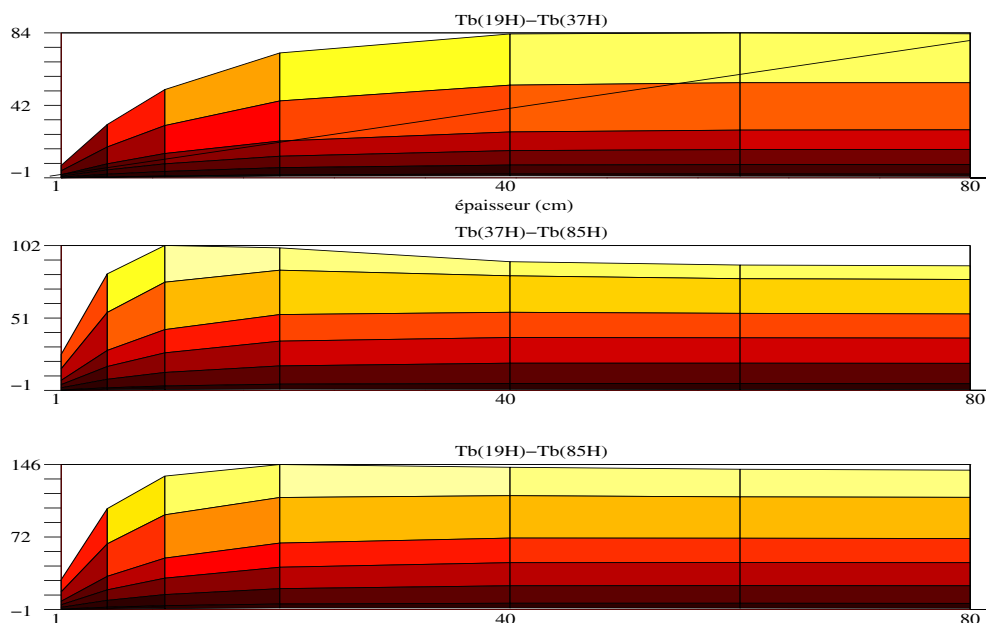 Tb(19H)−Tb(37H)
84
42
−1
1 40 80
épaisseur (cm)
Tb(37H)−Tb(85H)
102
51
−1
1 40 80
Tb(19H)−Tb(85H)
146
72
−1
1 40 80